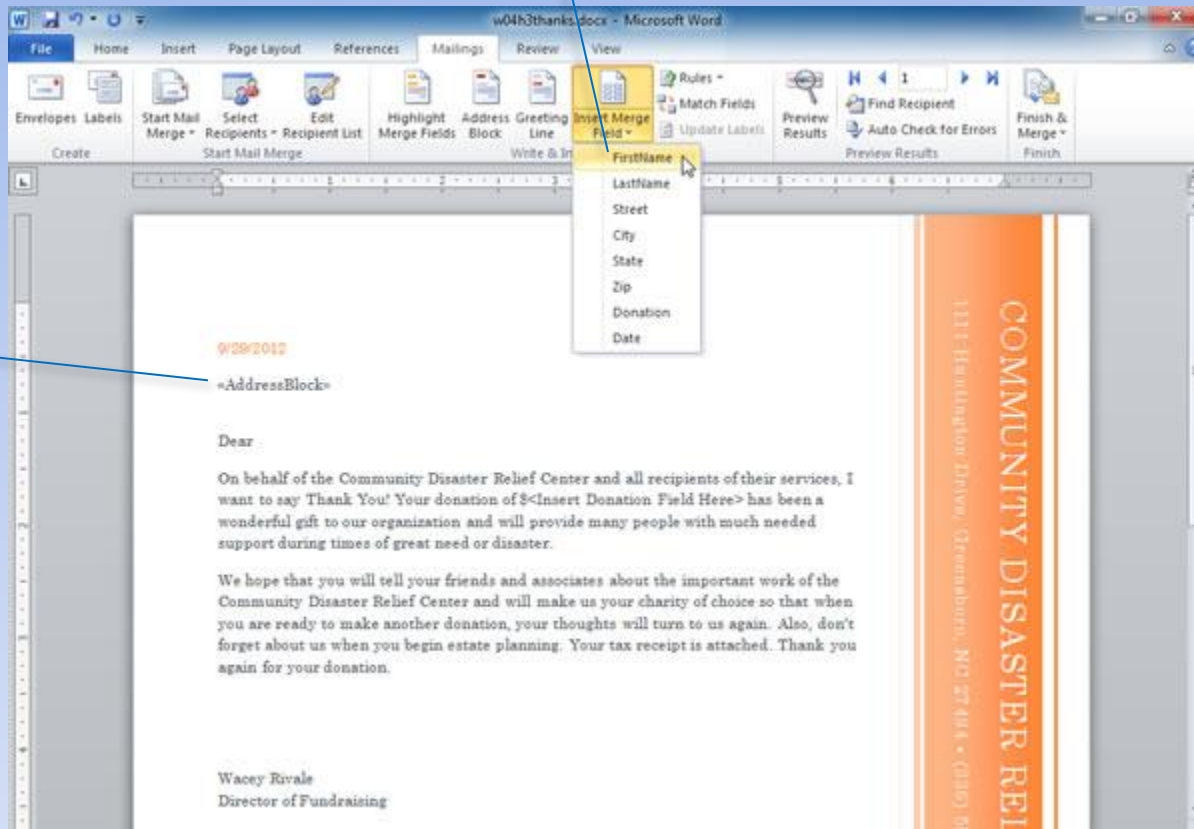 w04h3thanks.docx - Microsoft Word
File Home Insert Page Layout References Mailings Review View
Envelopes Labels Start Mail Merge Select Recipients Edit Recipient List Highlight Merge Fields Address Block Greeting Line Insert Merge Field Rules Match Fields Update Labels Preview Results 1 Find Recipient Auto Check for Errors Finish & Merge
Create Start Mail Merge Write & In Preview Results Finish
FirstName
LastName
Street
City
State
Zip
Donation
Date
9/29/2012
«AddressBlock»
Dear
On behalf of the Community Disaster Relief Center and all recipients of their services, I
want to say Thank You! Your donation of $<Insert Donation Field Here> has been a
wonderful gift to our organization and will provide many people with much needed
support during times of great need or disaster.
We hope that you will tell your friends and associates about the important work of the
Community Disaster Relief Center and will make us your charity of choice so that when
you are ready to make another donation, your thoughts will turn to us again. Also, don't
forget about us when you begin estate planning. Your tax receipt is attached. Thank you
again for your donation.
Wacey Rivale
Director of Fundraising
COMMUNITY DISASTER REL
1111 Huntington Drive, Greensboro, NC 27484 • (336) 5